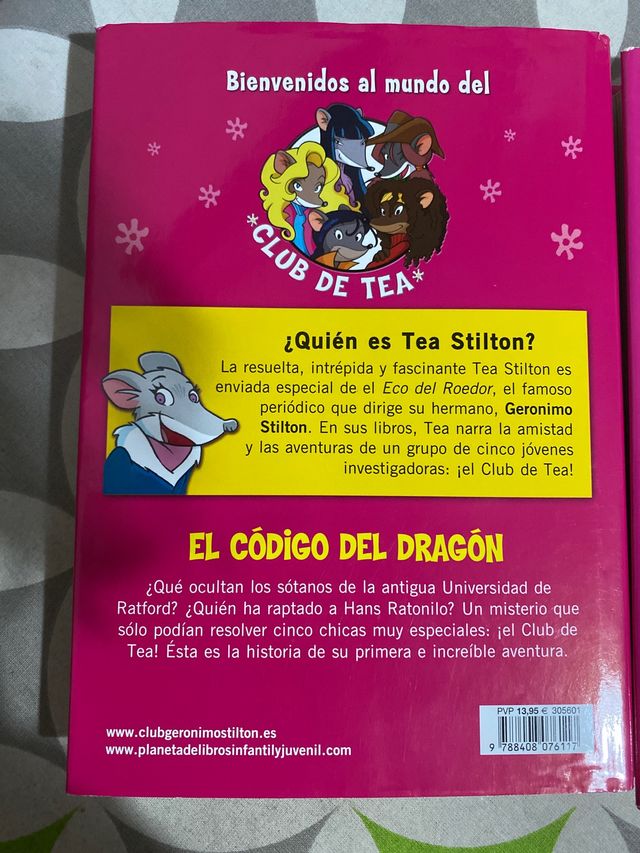 Bienvenidos al mundo del
*CLUB DE TEA*
¿Quién es Tea Stilton?
La resuelta, intrépida y fascinante Tea Stilton es
enviada especial de el Eco del Roedor, el famoso
periódico que dirige su hermano, Geronimo
Stilton. En sus libros, Tea narra la amistad
y las aventuras de un grupo de cinco jóvenes
investigadoras: ¡el Club de Tea!
EL CÓDIGO DEL DRAGÓN
¿Qué ocultan los sótanos de la antigua Universidad de
Ratford? ¿Quién ha raptado a Hans Ratonilo? Un misterio que
sólo podían resolver cinco chicas muy especiales: ¡el Club de
Tea! Ésta es la historia de su primera e increíble aventura.
PVP 13,95 € 305601
9 788408 076117
www.clubgeronimostilton.es
www.planetadelibrosinfantilyjuvenil.com